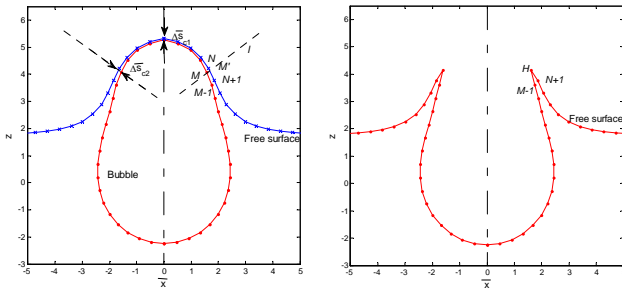 6
5
4
3
2
1
0
-1
-2
-3
z
Δs̅c1
Δs̅c2
N
M'
l
M
N+1
M-1
Free surface
Bubble
-5 -4 -3 -2 -1 0 1 2 3 4 5
x̅
6
5
4
3
2
1
0
-1
-2
-3
z
H
N+1
M-1
Free surface
-5 -4 -3 -2 -1 0 1 2 3 4
x̅